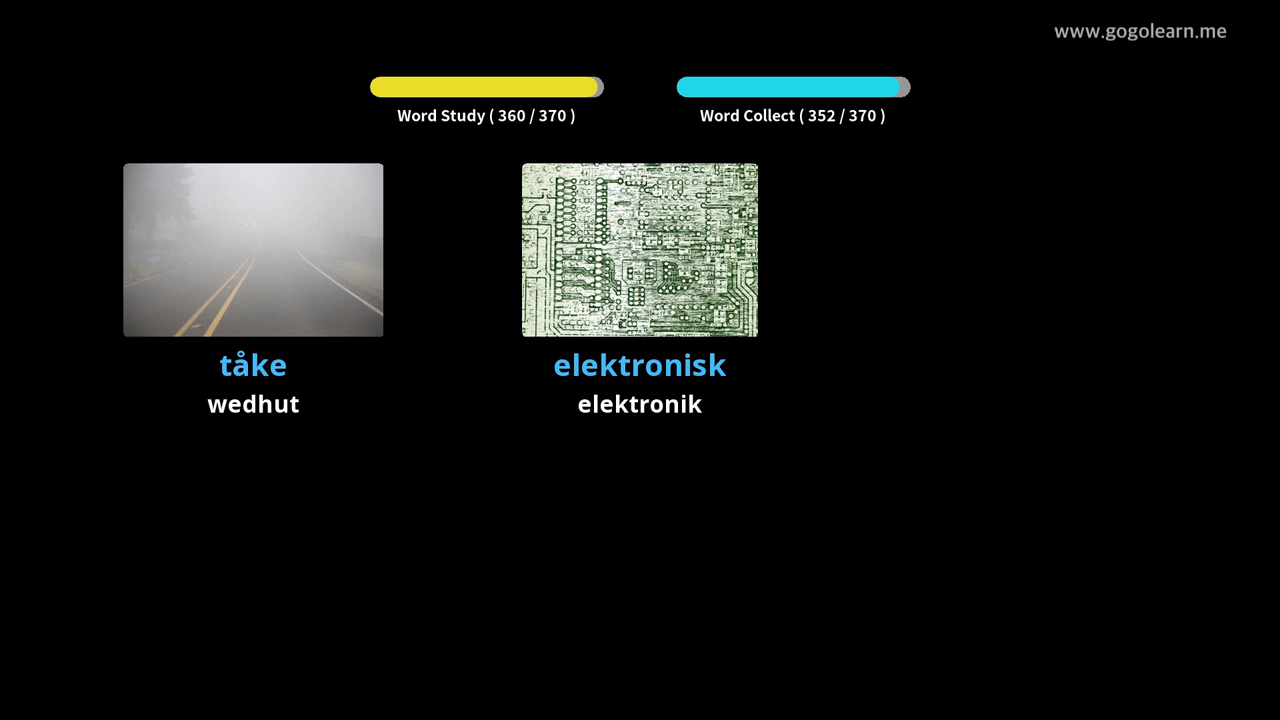 www.gogolearn.me
Word Study ( 360 / 370 )
Word Collect ( 352 / 370 )
tåke
wedhut
elektronisk
elektronik